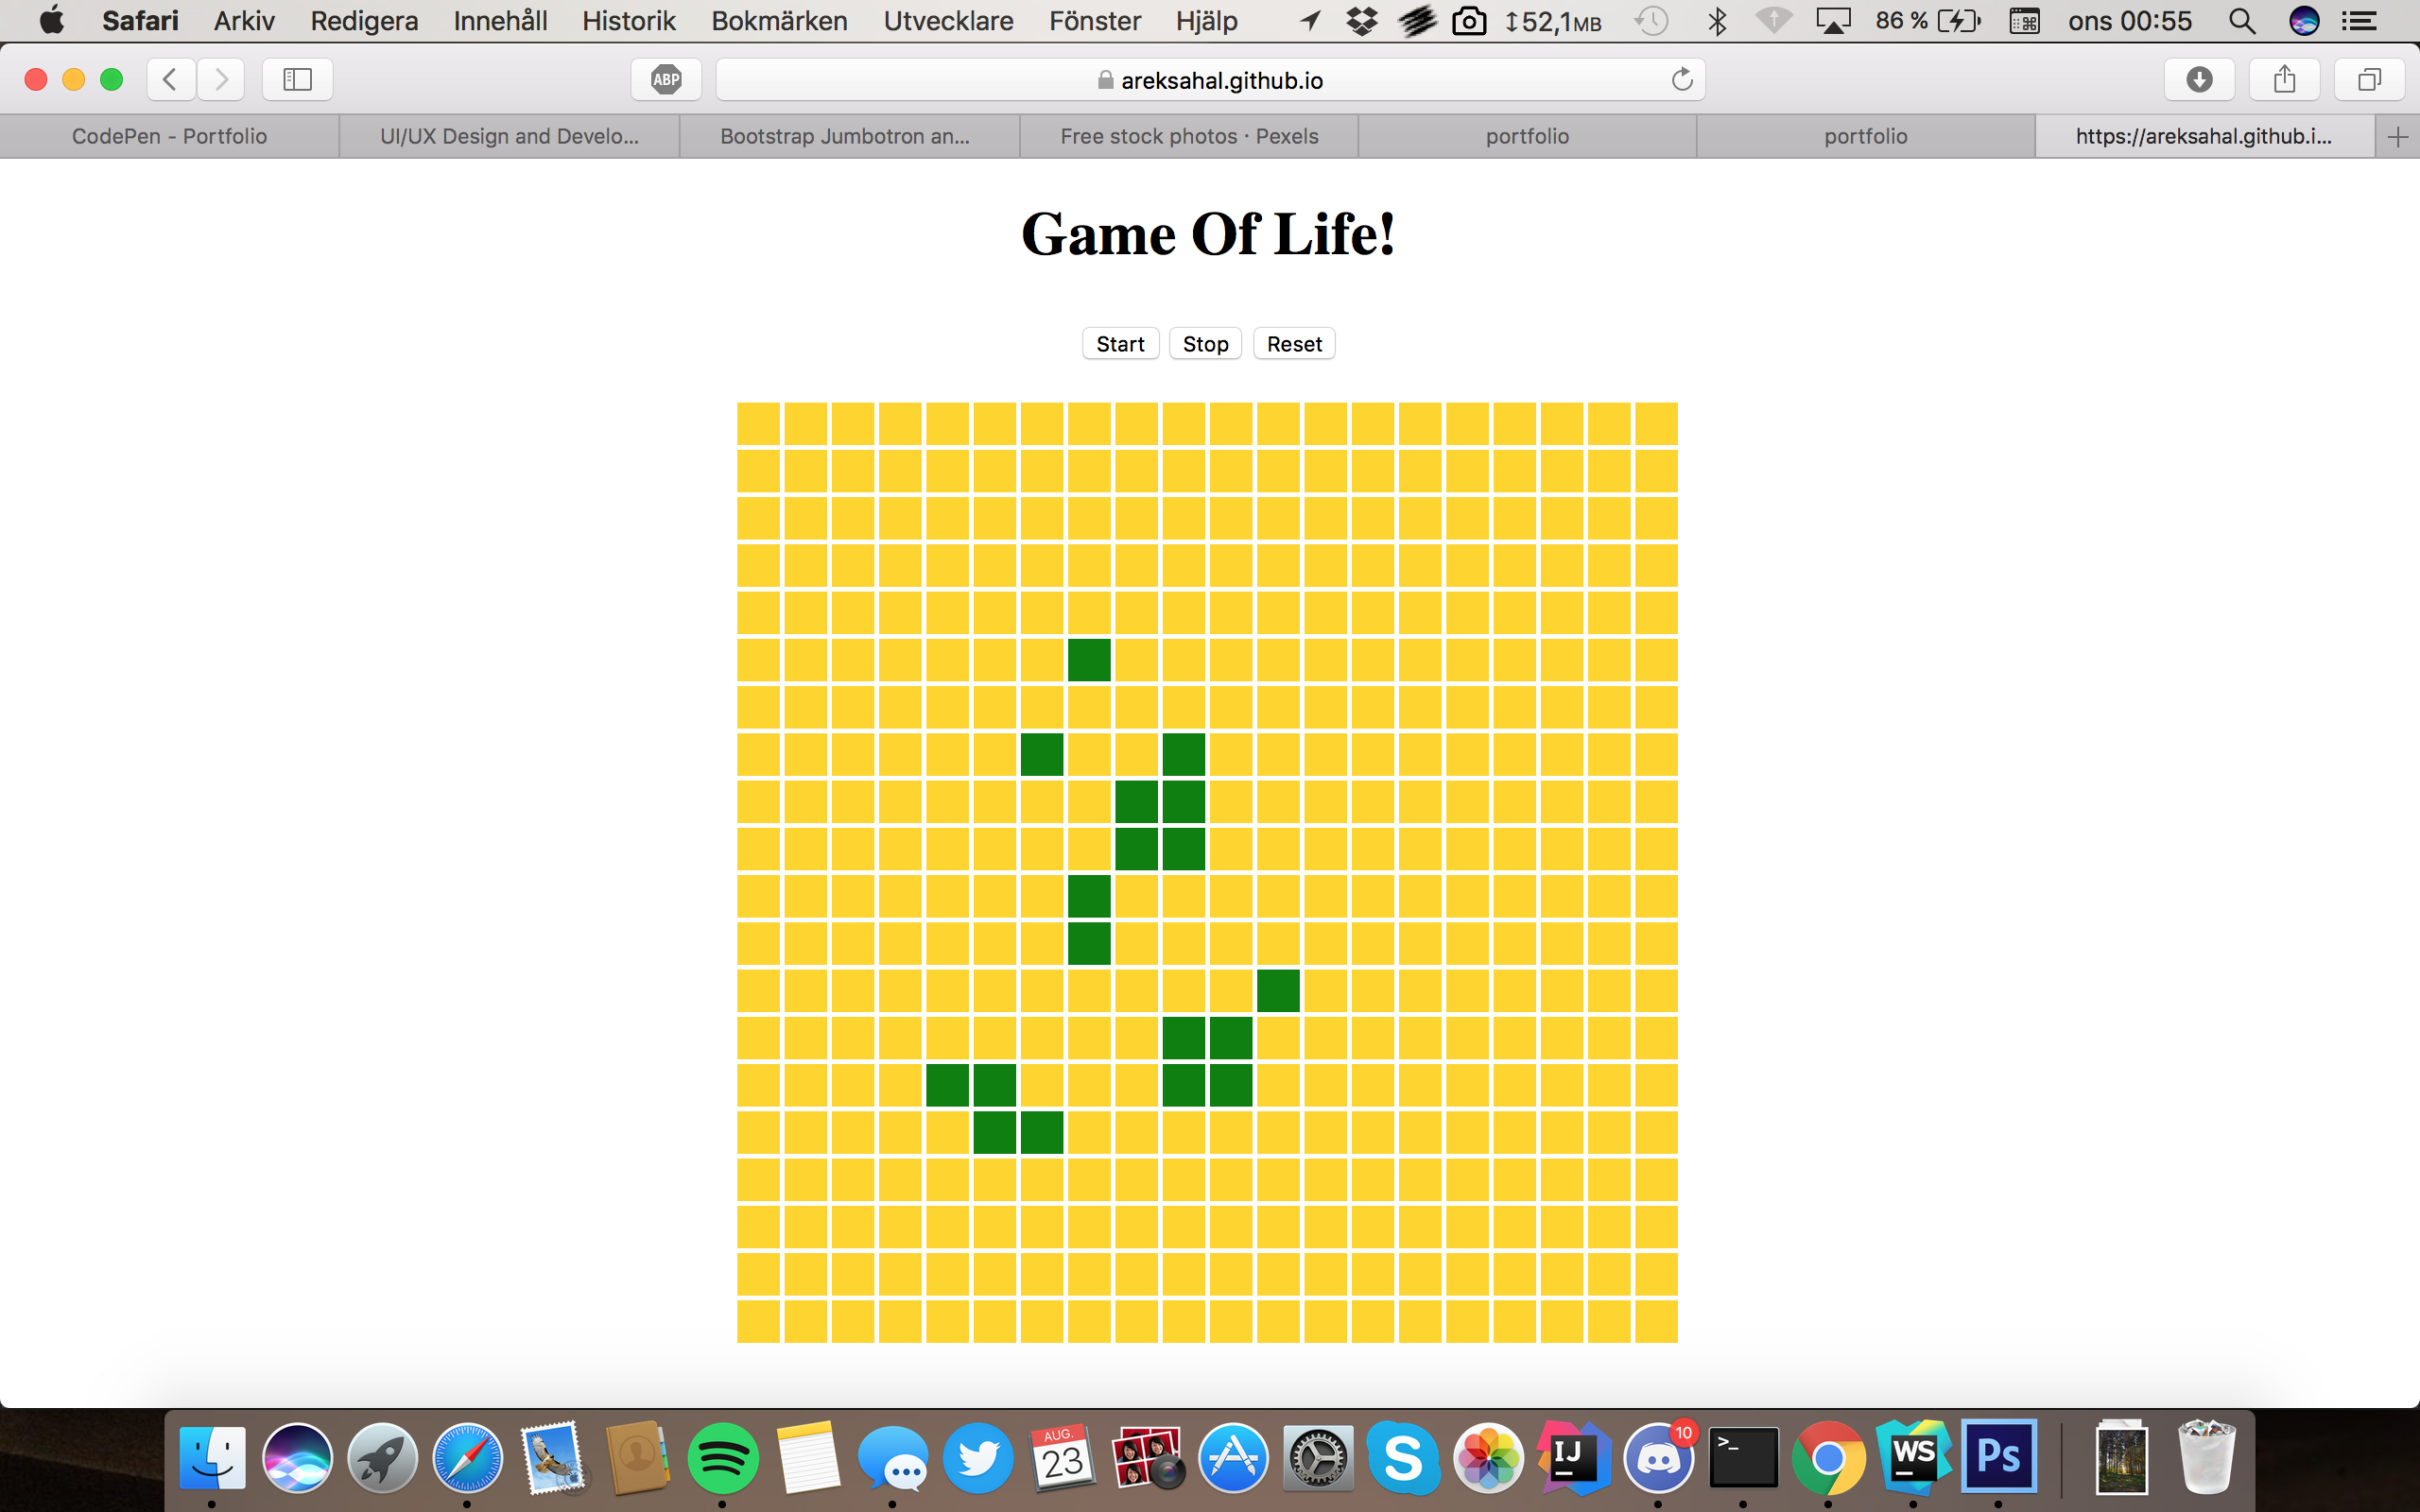 Safari Arkiv Redigera Innehåll Historik Bokmärken Utvecklare Fönster Hjälp ↕52,1MB 86 % ons 00:55
ABP areksahal.github.io
CodePen - Portfolio UI/UX Design and Develo... Bootstrap Jumbotron an... Free stock photos · Pexels portfolio portfolio https://areksahal.github.i... +
Game Of Life!
Start Stop Reset
AUG. 23 IJ 10 >_ WS Ps